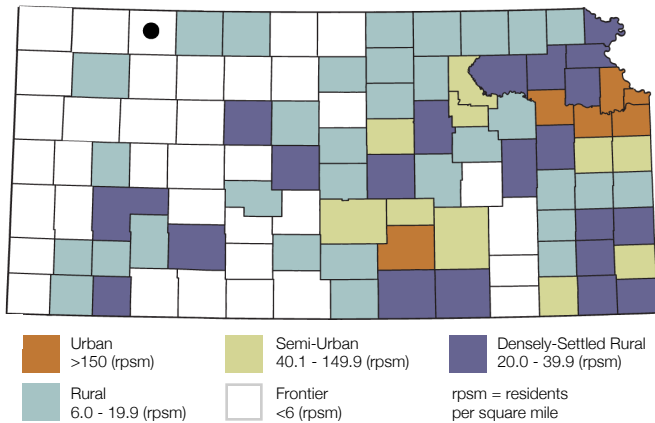 Urban
>150 (rpsm)
Semi-Urban
40.1 - 149.9 (rpsm)
Densely-Settled Rural
20.0 - 39.9 (rpsm)
Rural
6.0 - 19.9 (rpsm)
Frontier
<6 (rpsm)
rpsm = residents
per square mile